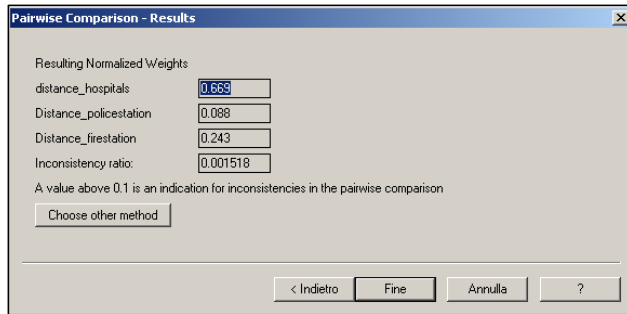 Pairwise Comparison - Results
Resulting Normalized Weights
distance_hospitals 0.669
Distance_policestation 0.088
Distance_firestation 0.243
Inconsistency ratio: 0.001518
A value above 0.1 is an indication for inconsistencies in the pairwise comparison
Choose other method
< Indietro Fine Annulla ?